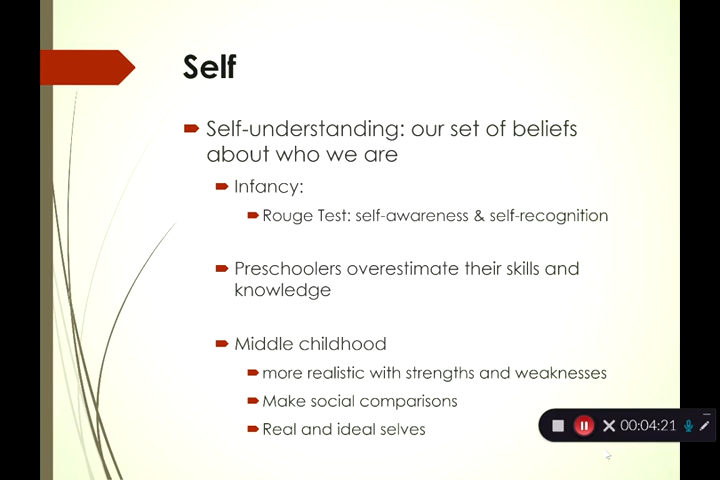 Self
Self-understanding: our set of beliefs
about who we are
Infancy:
Rouge Test: self-awareness & self-recognition
Preschoolers overestimate their skills and
knowledge
Middle childhood
more realistic with strengths and weaknesses
Make social comparisons
Real and ideal selves
00:04:21